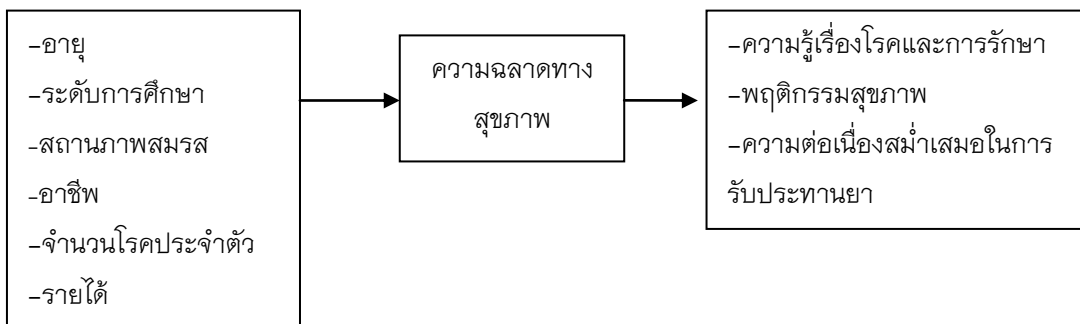 -อายุ
-ระดับการศึกษา
-สถานภาพสมรส
-อาชีพ
-จำนวนโรคประจำตัว
-รายได้
ความฉลาดทาง
สุขภาพ
-ความรู้เรื่องโรคและการรักษา
-พฤติกรรมสุขภาพ
-ความต่อเนื่องสม่ำเสมอในการ
รับประทานยา